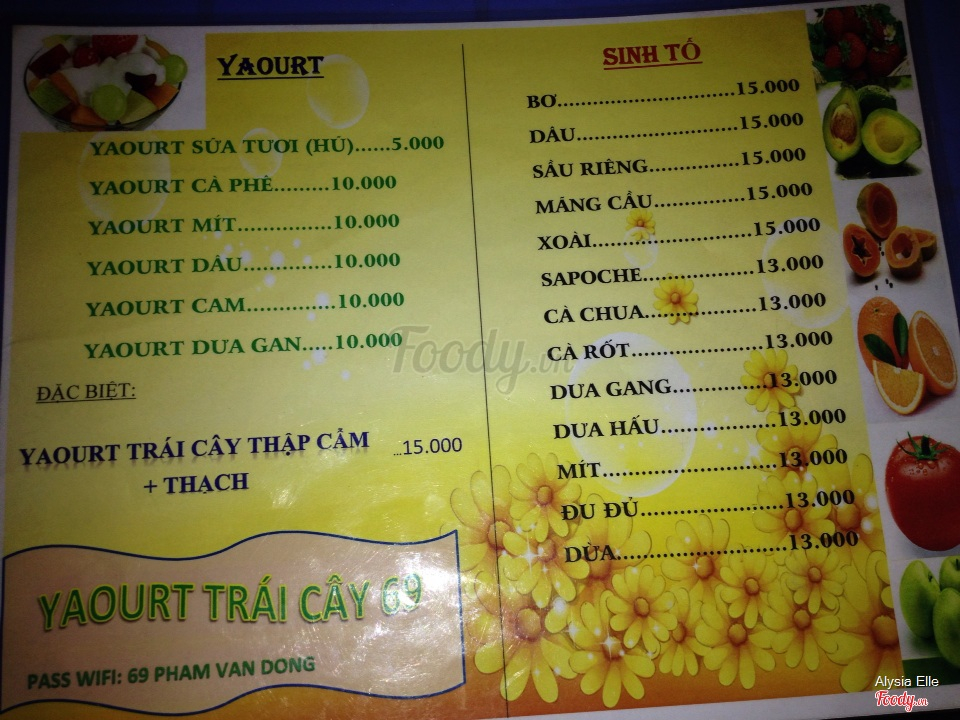 YAOURT
YAOURT SỮA TƯƠI (HỦ)......5.000
YAOURT CÀ PHÊ.........10.000
YAOURT MÍT.............10.000
YAOURT DÂU............10.000
YAOURT CAM............10.000
YAOURT DƯA GAN.....10.000
ĐẶC BIỆT:
YAOURT TRÁI CÂY THẬP CẨM ...15.000
+ THẠCH
YAOURT TRÁI CÂY 69
PASS WIFI: 69 PHAM VAN DONG
SINH TỐ
BƠ............................15.000
DÂU..........................15.000
SẦU RIÊNG...............15.000
MÃNG CẦU...............15.000
XOÀI.........................15.000
SAPOCHE..................13.000
CÀ CHUA..................13.000
CÀ RỐT.....................13.000
DƯA GANG...............13.000
DƯA HẤU..................13.000
MÍT............................13.000
ĐU ĐỦ.......................13.000
DỪA...........................13.000
Foody.vn
Alysia Elle
Foody.vn